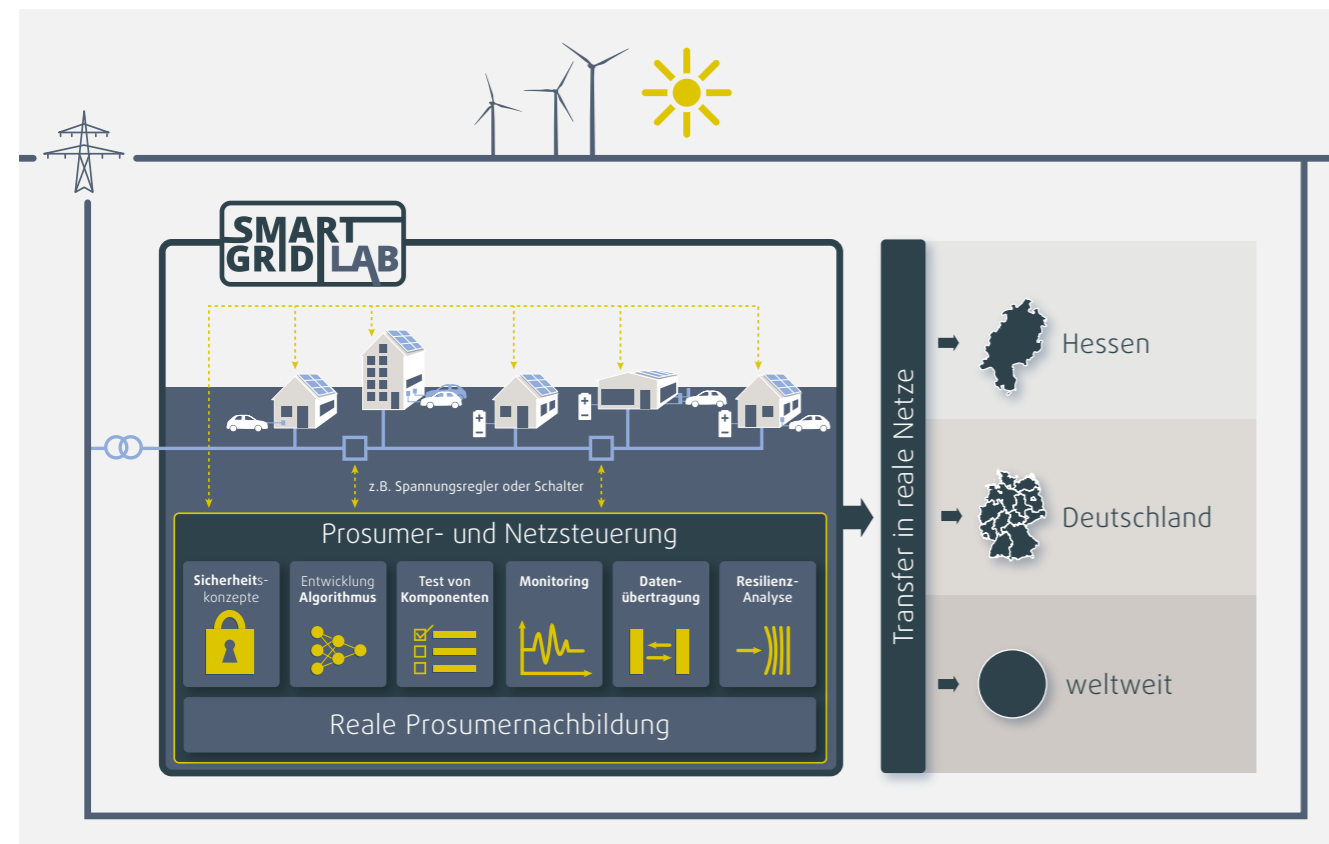 SMART
GRID LAB
z.B. Spannungsregler oder Schalter
Prosumer- und Netzsteuerung
Sicherheits-
konzepte
Entwicklung
Algorithmus
Test von
Komponenten
Monitoring
Daten-
übertragung
Resilienz-
Analyse
Reale Prosumernachbildung
Transfer in reale Netze
Hessen
Deutschland
weltweit